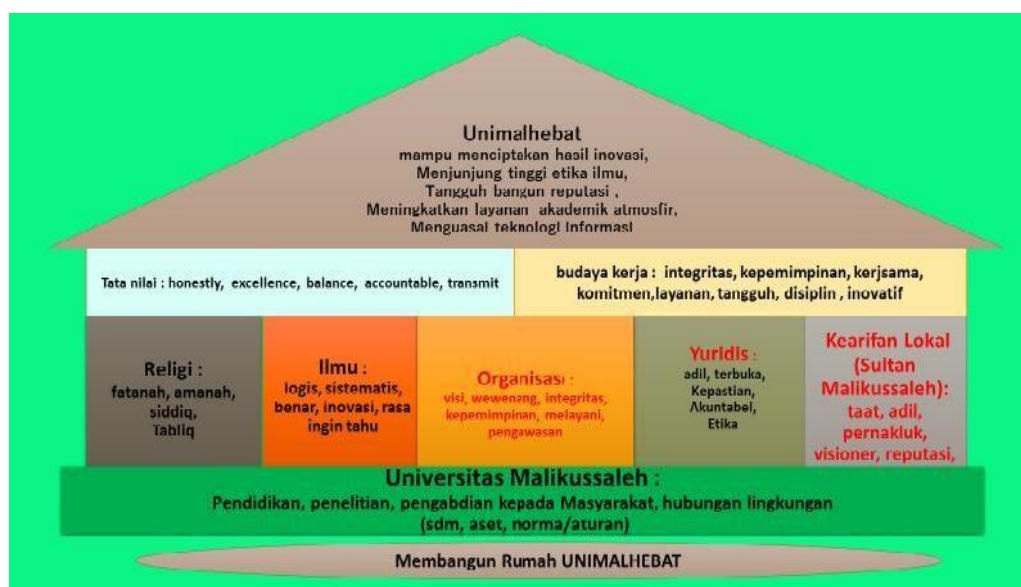 Unimalhebat
mampu menciptakan hasil inovasi,
Menjunjung tinggi etika ilmu,
Tangguh bangun reputasi ,
Meningkatkan layanan akademik atmosfir,
Menguasai teknologi informasi
Tata nilai : honestly, excellence, balance, accountable, transmit
budaya kerja : integritas, kepemimpinan, kerjsama,
komitmen,layanan, tangguh, disiplin , inovatif
Religi :
fatanah, amanah,
siddiq,
Tabliq
Ilmu :
logis, sistematis,
benar, inovasi, rasa
ingin tahu
Organisasi :
visi, wewenang, integritas,
kepemimpinan, melayani,
pengawasan
Yuridis :
adil, terbuka,
Kepastian,
Akuntabel,
Etika
Kearifan Lokal
(Sultan
Malikussaleh):
taat, adil,
pernakluk,
visioner, reputasi,
Universitas Malikussaleh :
Pendidikan, penelitian, pengabdian kepada Masyarakat, hubungan lingkungan
(sdm, aset, norma/aturan)
Membangun Rumah UNIMALHEBAT